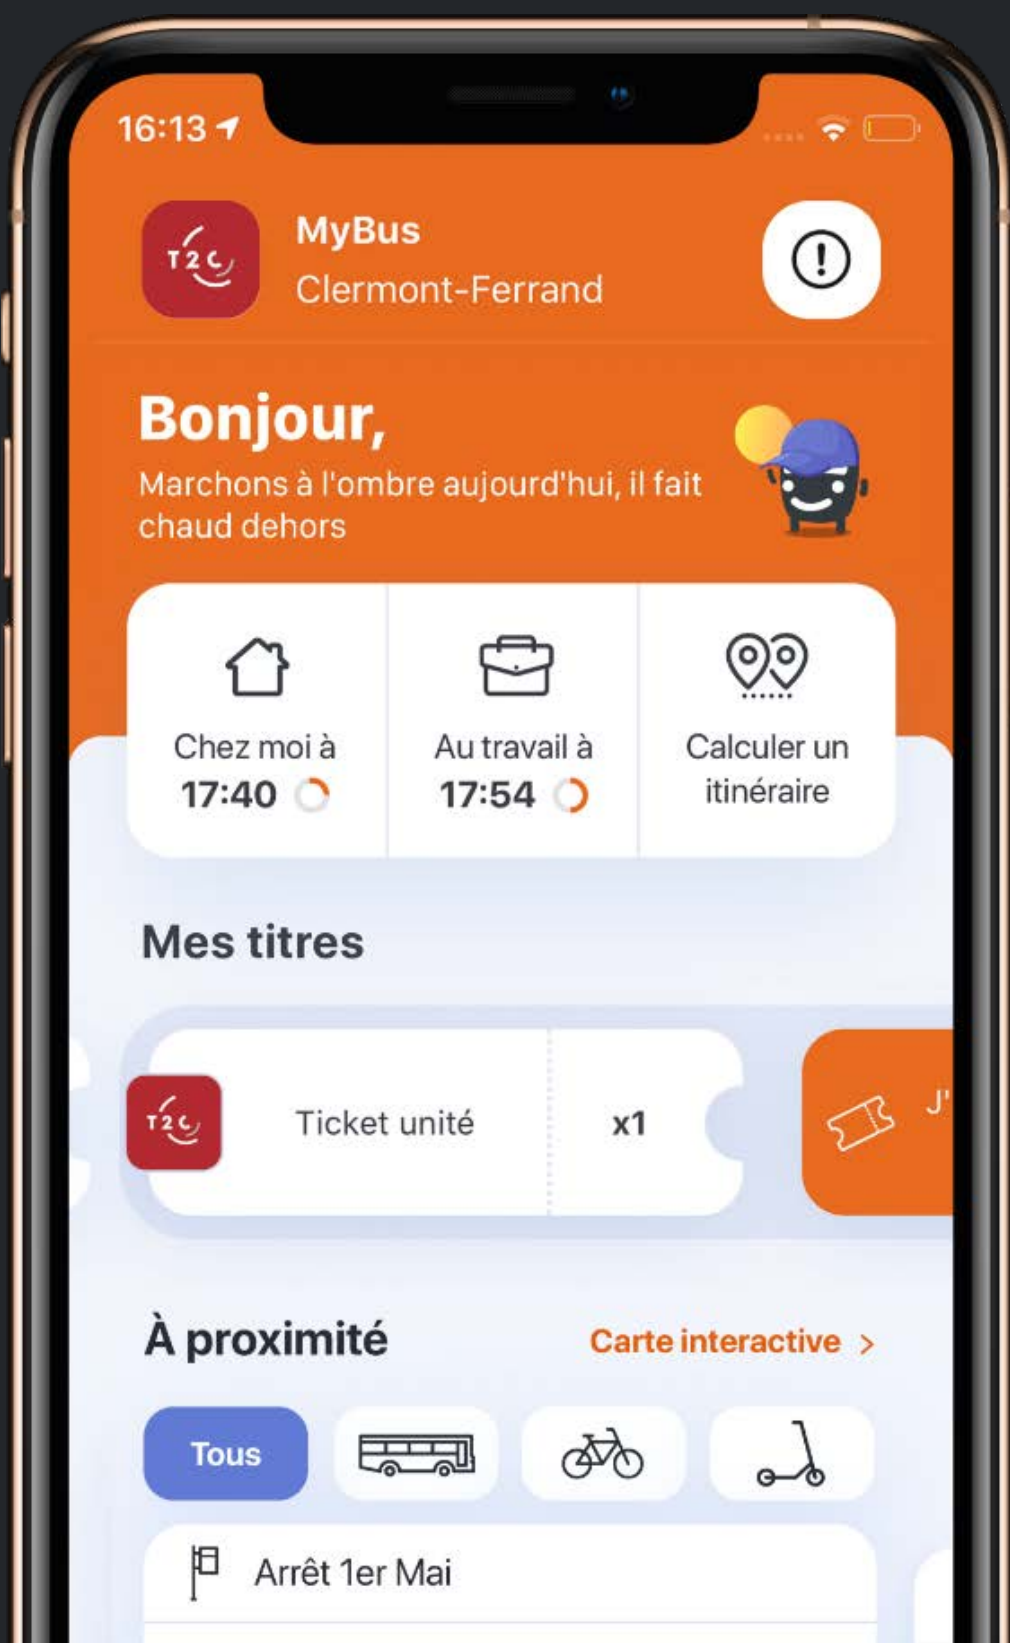 16:13
T2C
MyBus
Clermont-Ferrand
Bonjour,
Marchons à l'ombre aujourd'hui, il fait
chaud dehors
Chez moi à
17:40
Au travail à
17:54
Calculer un
itinéraire
Mes titres
T2C
Ticket unité
x1
J'
À proximité
Carte interactive >
Tous
Arrêt 1er Mai